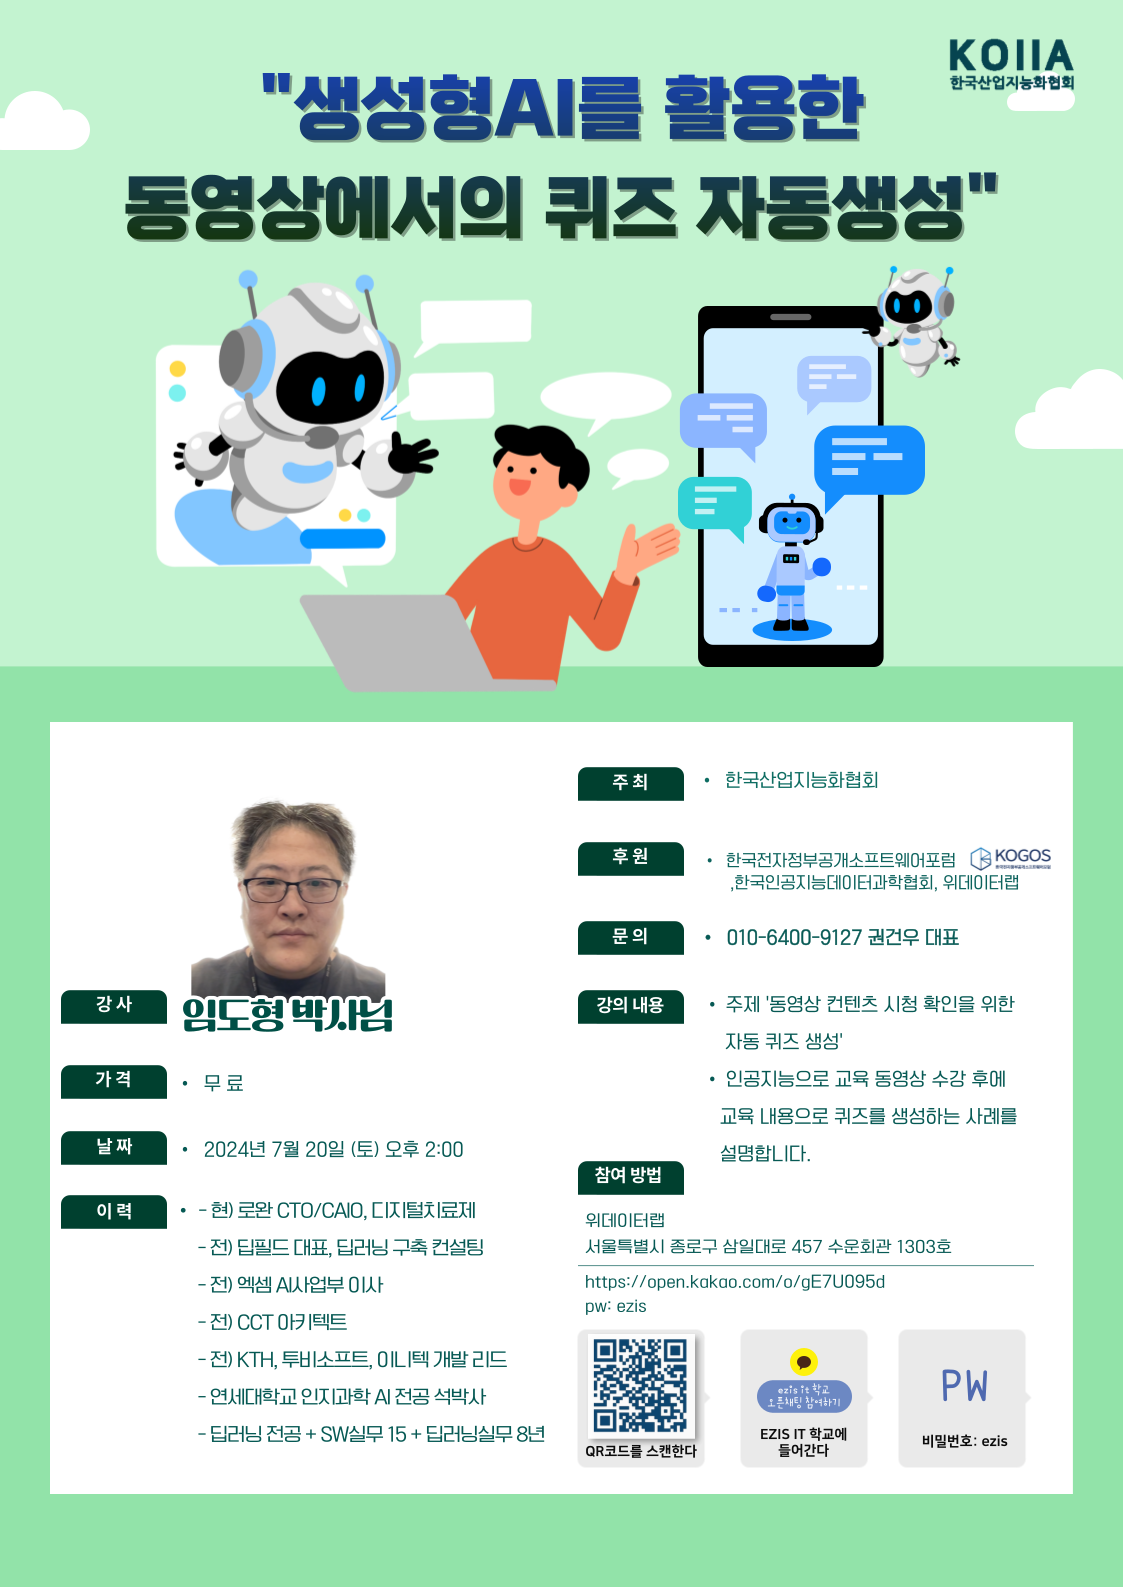 KOIIA
한국산업지능화협회
"생성형AI를 활용한
동영상에서의 퀴즈 자동생성"
강 사
임도형 박사님
가 격
• 무 료
날 짜
• 2024년 7월 20일 (토) 오후 2:00
이 력
• - 현) 로완 CTO/CAIO, 디지털치료제
- 전) 딥필드 대표, 딥러닝 구축 컨설팅
- 전) 엑셈 AI사업부 이사
- 전) CCT 아키텍트
- 전) KTH, 투비소프트, 이니텍 개발 리드
- 연세대학교 인지과학 AI 전공 석박사
- 딥러닝 전공 + SW실무 15 + 딥러닝실무 8년
주 최
• 한국산업지능화협회
후 원
• 한국전자정부공개소프트웨어포럼 KOGOS
,한국인공지능데이터과학협회, 위데이터랩
문 의
• 010-6400-9127 권건우 대표
강의 내용
• 주제 '동영상 컨텐츠 시청 확인을 위한
자동 퀴즈 생성'
• 인공지능으로 교육 동영상 수강 후에
교육 내용으로 퀴즈를 생성하는 사례를
설명합니다.
참여 방법
위데이터랩
서울특별시 종로구 삼일대로 457 수운회관 1303호
https://open.kakao.com/o/gE7U095d
pw: ezis
QR코드를 스캔한다
ezis it 학교
오픈채팅 참여하기
EZIS IT 학교에
들어간다
PW
비밀번호: ezis